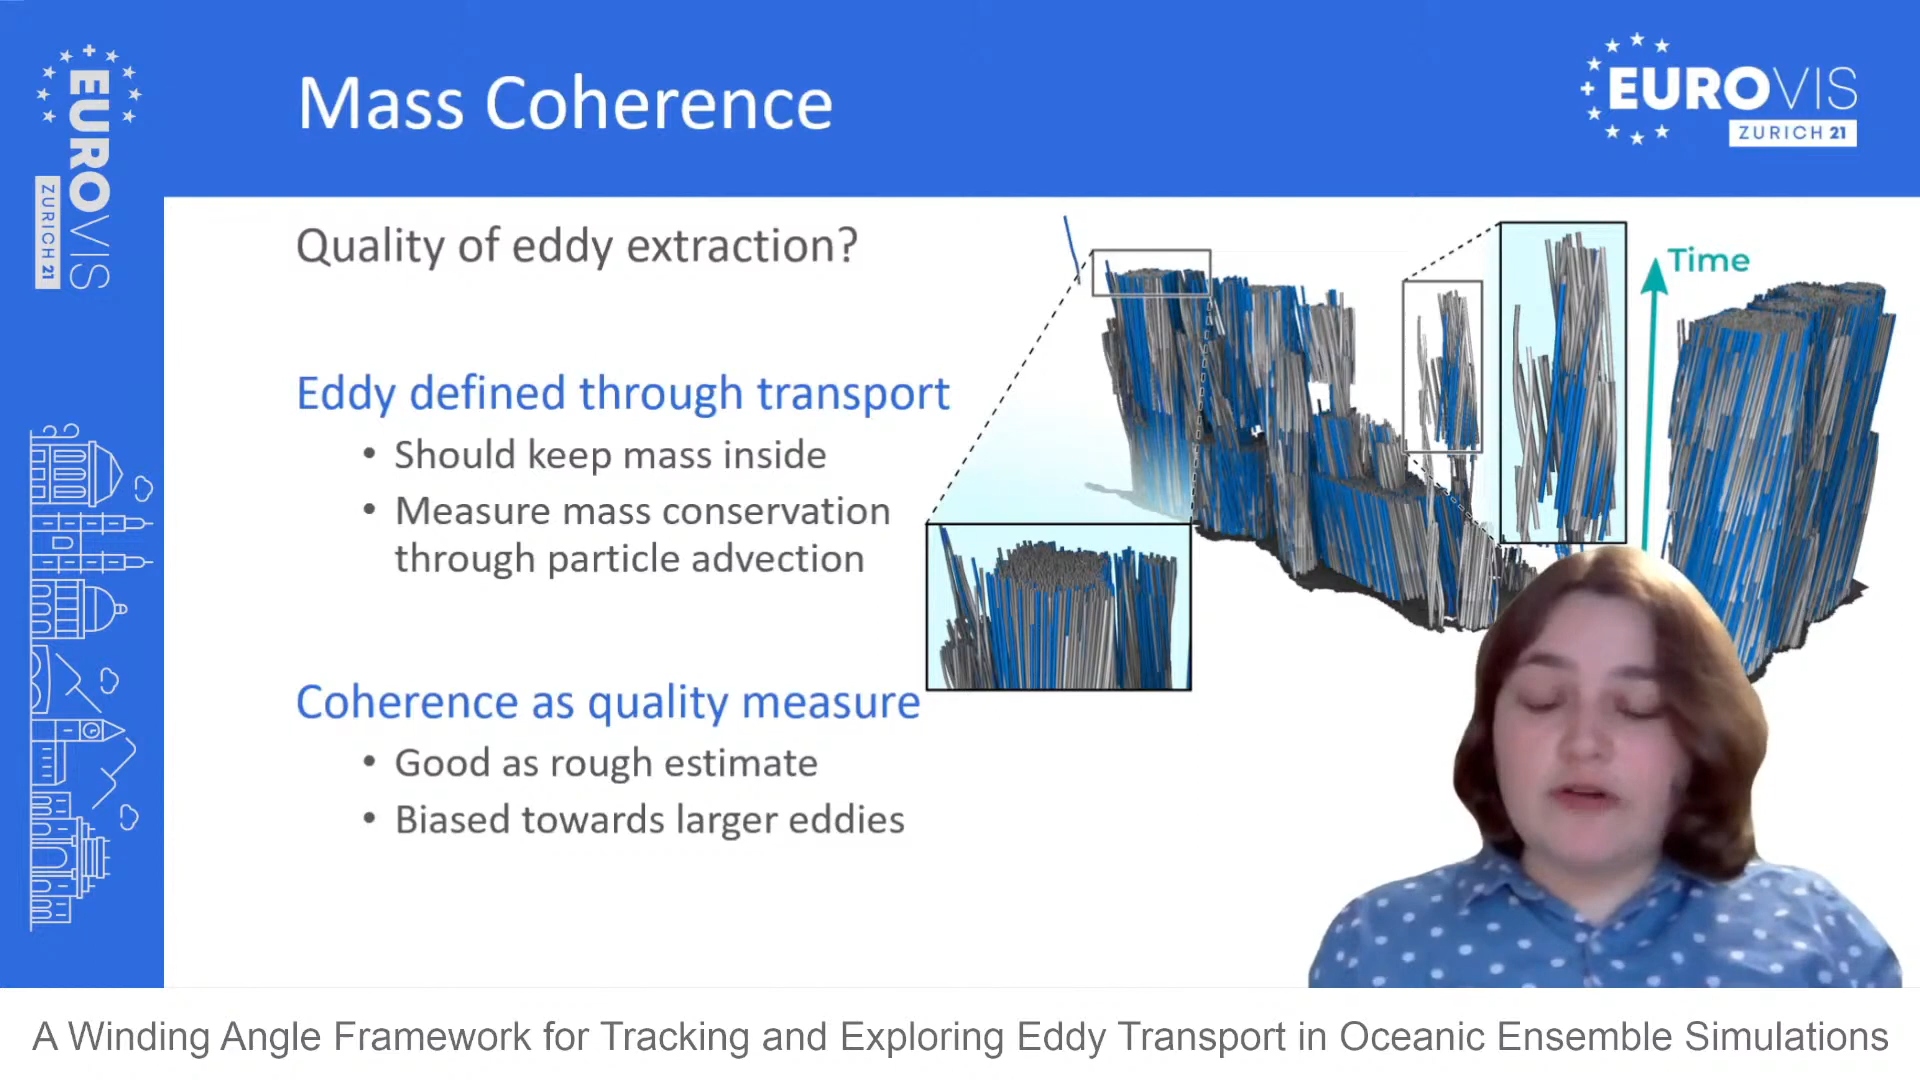 EUROVIS
ZURICH 21
Mass Coherence
EUROVIS
ZURICH 21
Quality of eddy extraction?
Eddy defined through transport
• Should keep mass inside
• Measure mass conservation
through particle advection
Coherence as quality measure
• Good as rough estimate
• Biased towards larger eddies
Time
A Winding Angle Framework for Tracking and Exploring Eddy Transport in Oceanic Ensemble Simulations